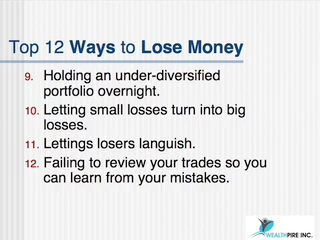 Top 12 Ways to Lose Money
9. Holding an under-diversified
portfolio overnight.
10. Letting small losses turn into big
losses.
11. Lettings losers languish.
12. Failing to review your trades so you
can learn from your mistakes.
WEALTHPIRE INC.